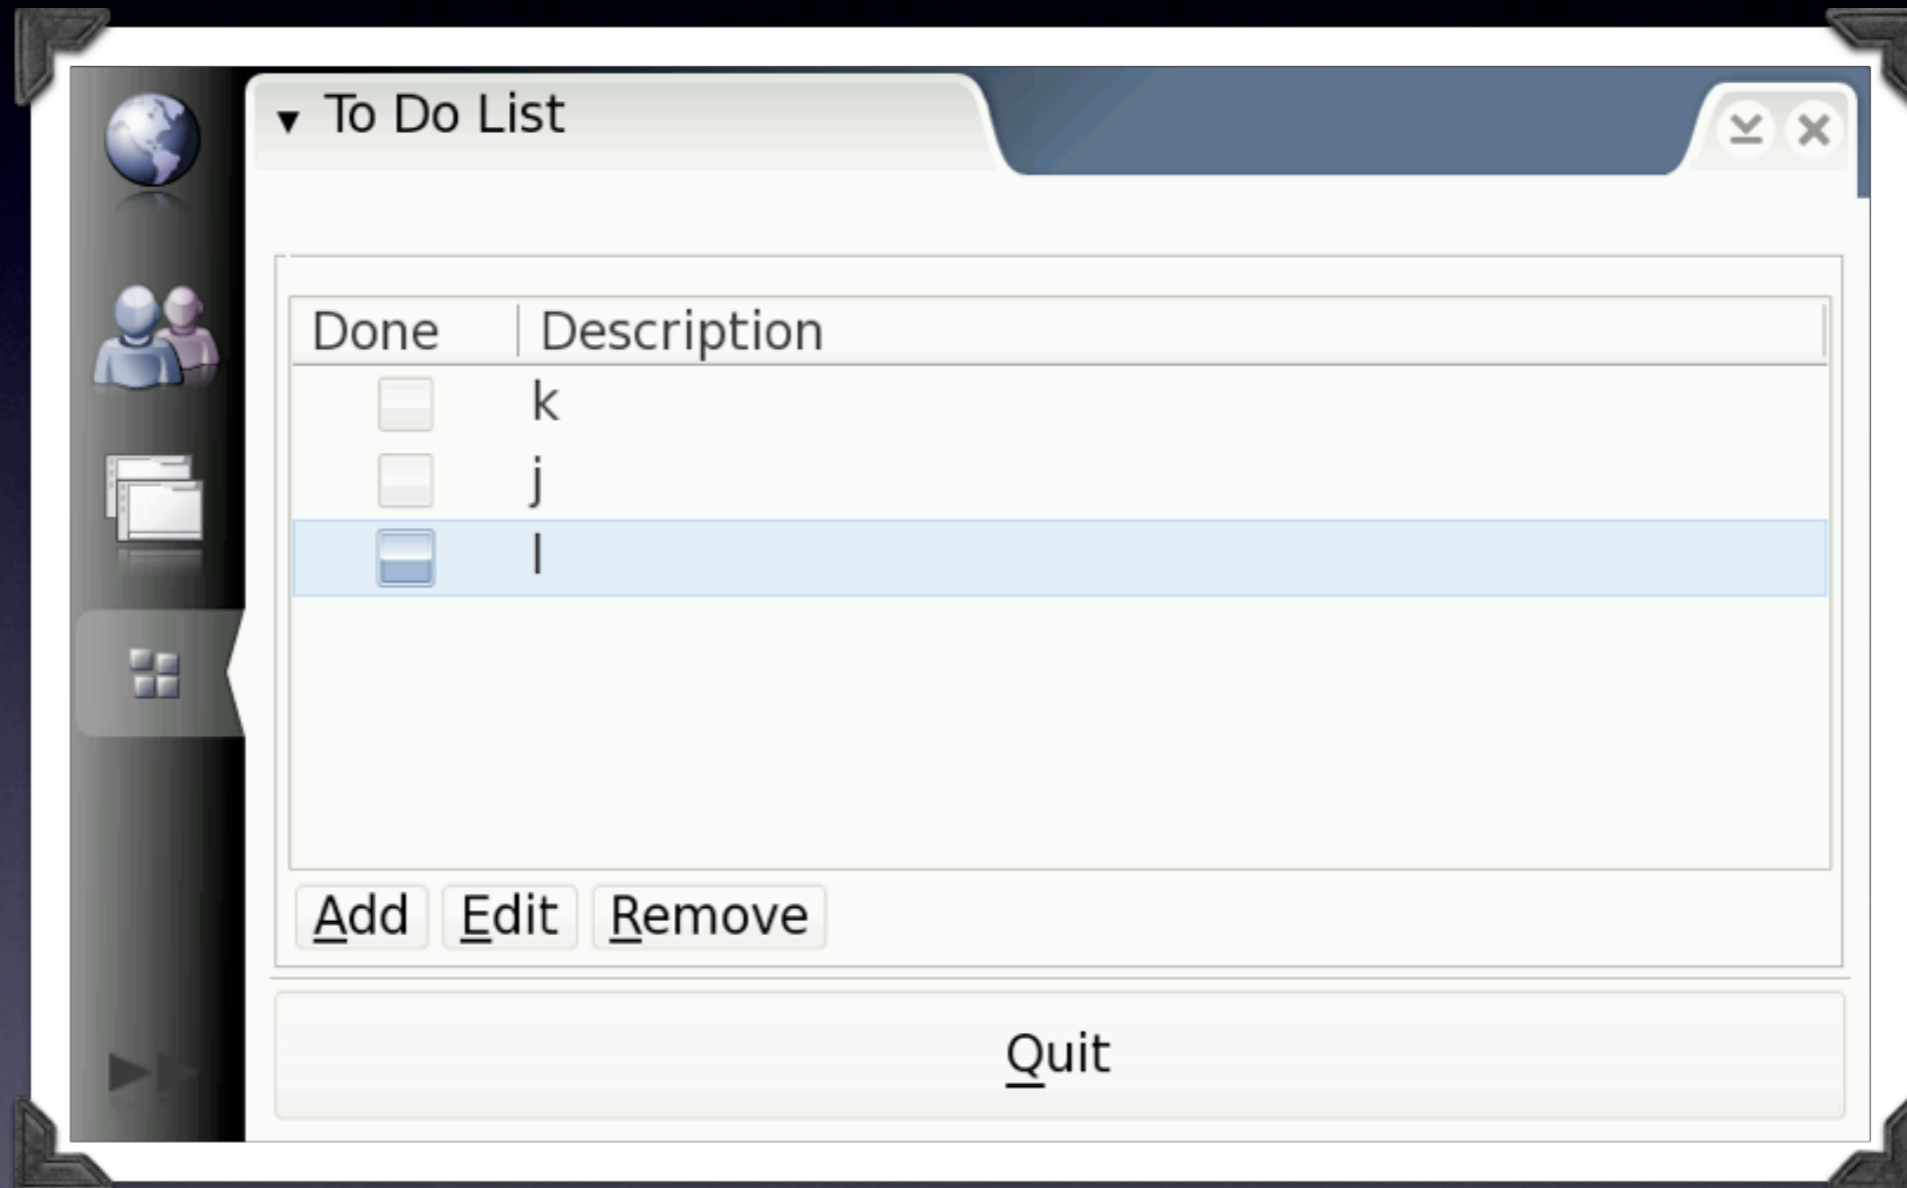 To Do List
Done Description
k
j
l
Add Edit Remove
Quit